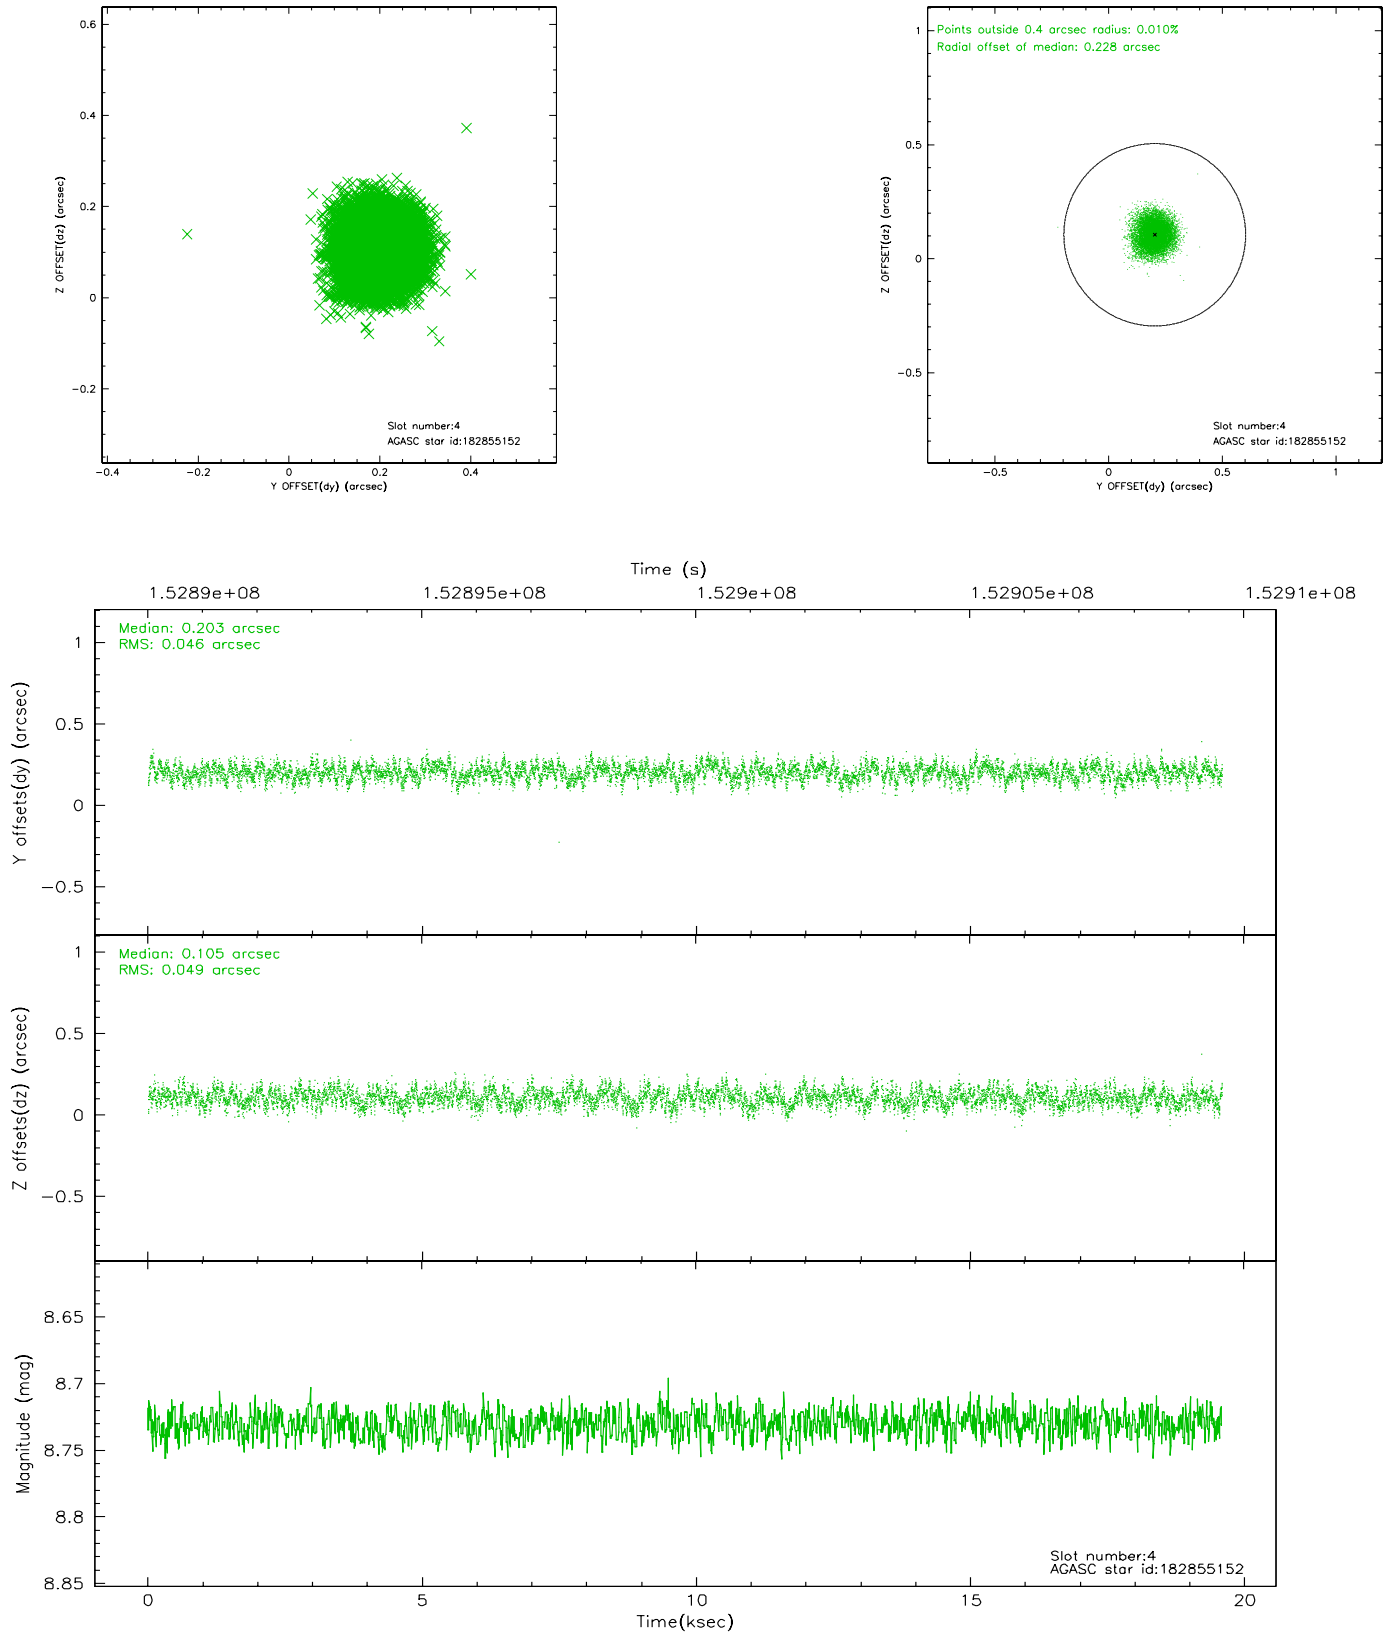 0.6
0.4
0.2
0
−0.2
Z OFFSET(dz) (arcsec)
−0.4
−0.2
0
0.2
0.4
Y OFFSET(dy) (arcsec)
Slot number:4
AGASC star id:182855152
Points outside 0.4 arcsec radius: 0.010%
Radial offset of median: 0.228 arcsec
1
0.5
0
−0.5
Z OFFSET(dz) (arcsec)
−0.5
0
0.5
1
Y OFFSET(dy) (arcsec)
Slot number:4
AGASC star id:182855152
Time (s)
1.5289e+08
1.52895e+08
1.529e+08
1.52905e+08
1.5291e+08
Median: 0.203 arcsec
RMS: 0.046 arcsec
1
0.5
0
−0.5
Y offsets(dy) (arcsec)
Median: 0.105 arcsec
RMS: 0.049 arcsec
1
0.5
0
−0.5
Z offsets(dz) (arcsec)
8.65
8.7
8.75
8.8
8.85
Magnitude (mag)
Slot number:4
AGASC star id:182855152
0
5
10
15
20
Time(ksec)